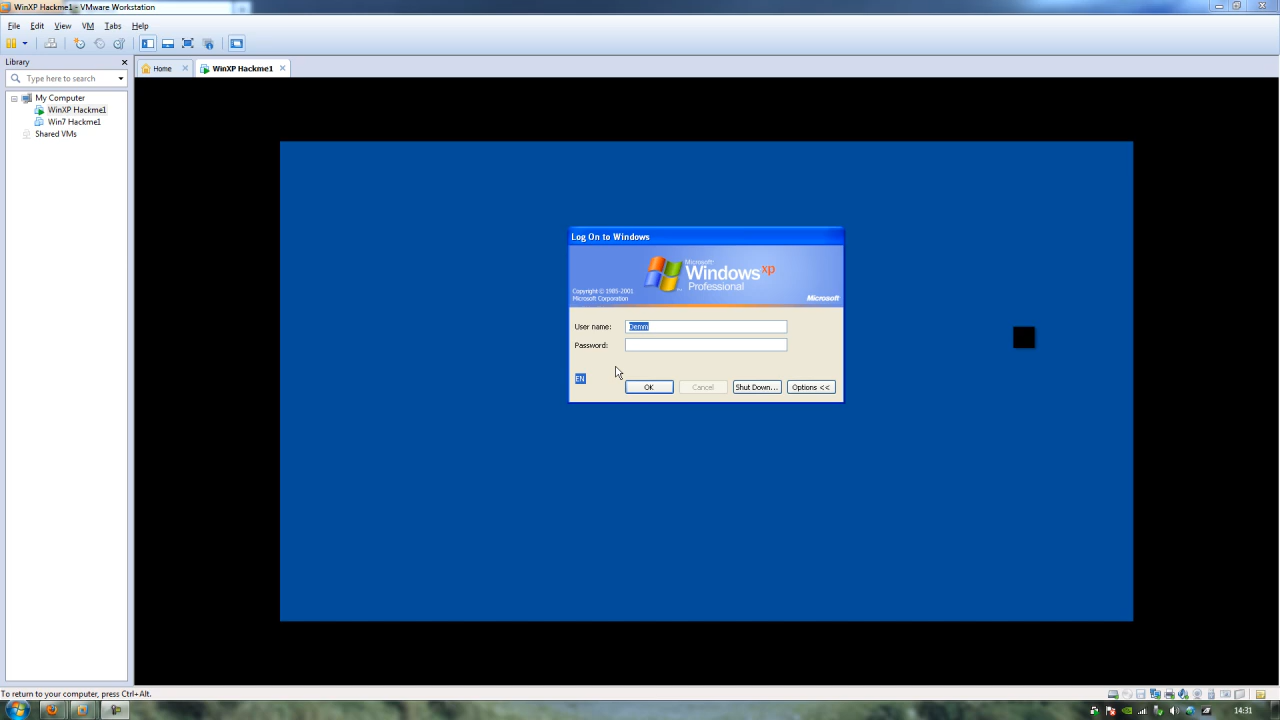 WinXP Hackme1 - VMware Workstation
File Edit View VM Tabs Help
Library
Type here to search
Home
WinXP Hackme1
My Computer
WinXP Hackme1
Win7 Hackme1
Shared VMs
Log On to Windows
Microsoft
Windows xp
Professional
Copyright © 1985-2001
Microsoft Corporation
Microsoft
User name: Demm
Password:
EN
OK Cancel Shut Down... Options <<
To return to your computer, press Ctrl+Alt.
14:31